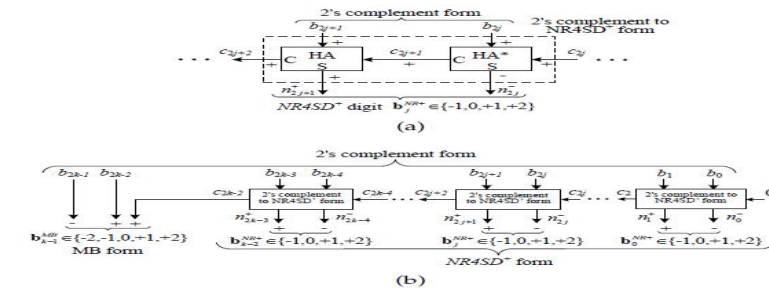 2's complement form
b2j+1 b2j
2's complement to
NR4SD+ form
c2j+2 + C HA + c2j+1 + C HA* + c2j
S S
+ -
n+2j+1 n-2j
NR4SD+ digit bjNR+ ∈{-1,0,+1,+2}
(a)
2's complement form
b2k-1 b2k-2 b2k-3 b2k-4 b2j+1 b2j b1 b0
c2k-2 2's complement to NR4SD+ form c2k-4 c2j+2 2's complement to NR4SD+ form c2j c2 2's complement to NR4SD+ form
- + + n+2k-3 n-2k-4 n+2j+1 n-2j n+1 n-0
+ - + - + -
bk-1MB ∈{-2,-1,0,+1,+2} bk-2NR+ ∈{-1,0,+1,+2} bjNR+ ∈{-1,0,+1,+2} b0NR+ ∈{-1,0,+1,+2}
MB form
NR4SD+ form
(b)